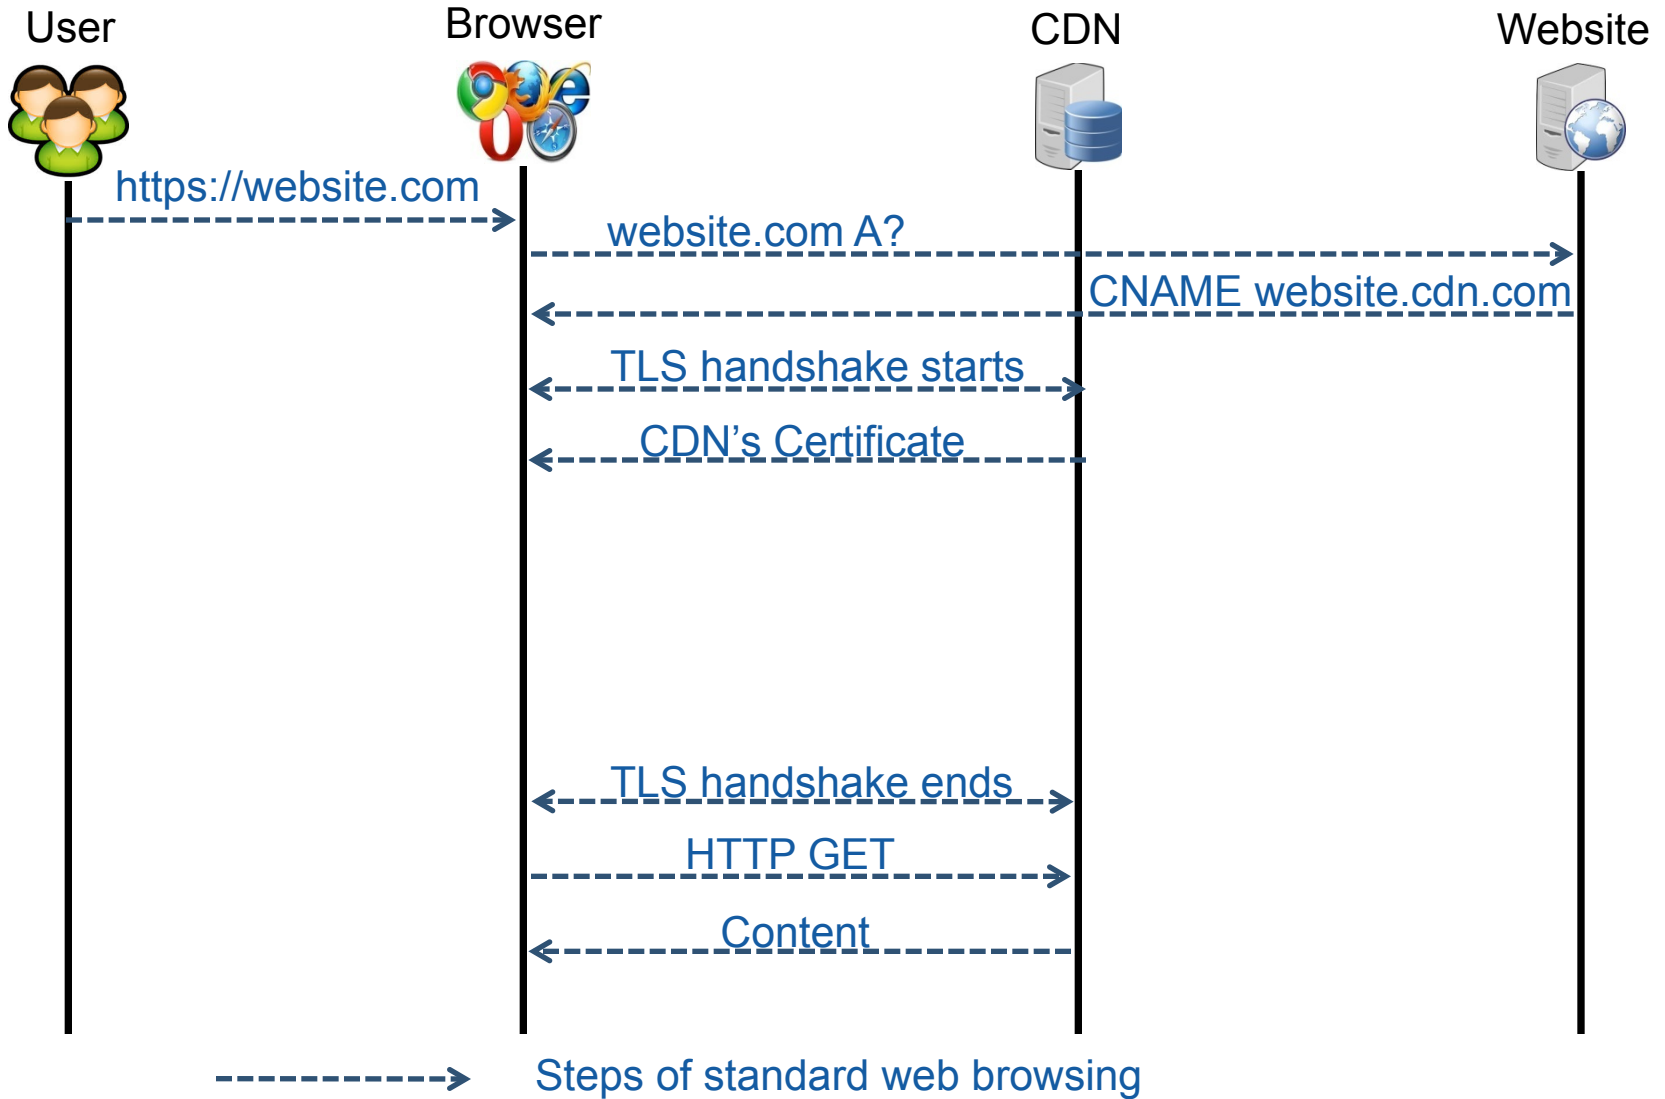 User
Browser
CDN
Website
https://website.com
website.com A?
CNAME website.cdn.com
TLS handshake starts
CDN’s Certificate
TLS handshake ends
HTTP GET
Content
Steps of standard web browsing